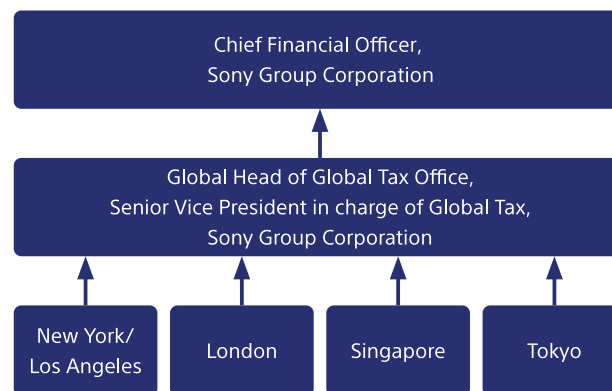 Chief Financial Officer,
Sony Group Corporation
Global Head of Global Tax Office,
Senior Vice President in charge of Global Tax,
Sony Group Corporation
New York/
Los Angeles
London
Singapore
Tokyo